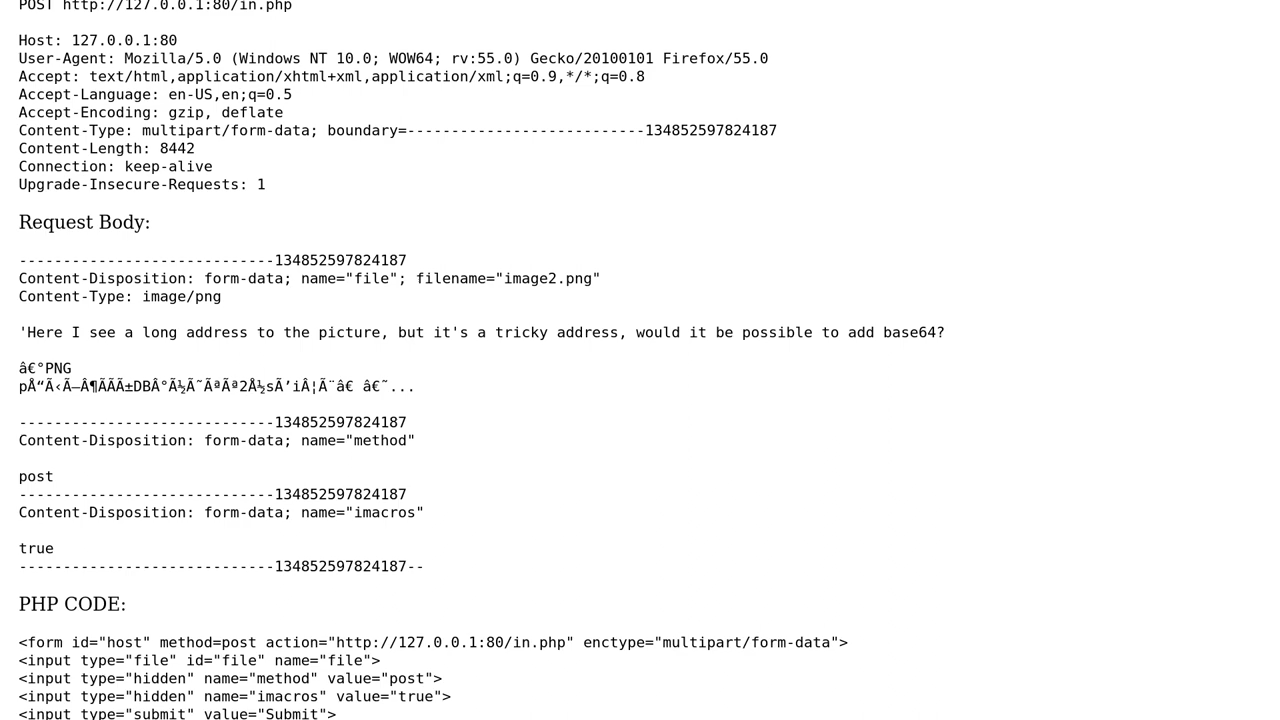 POST http://127.0.0.1:80/in.php
Host: 127.0.0.1:80
User-Agent: Mozilla/5.0 (Windows NT 10.0; WOW64; rv:55.0) Gecko/20100101 Firefox/55.0
Accept: text/html,application/xhtml+xml,application/xml;q=0.9,*/*;q=0.8
Accept-Language: en-US,en;q=0.5
Accept-Encoding: gzip, deflate
Content-Type: multipart/form-data; boundary=---------------------------134852597824187
Content-Length: 8442
Connection: keep-alive
Upgrade-Insecure-Requests: 1
Request Body:
-----------------------------134852597824187
Content-Disposition: form-data; name="file"; filename="image2.png"
Content-Type: image/png
'Here I see a long address to the picture, but it's a tricky address, would it be possible to add base64?
â€°PNG
pÅ“Ã‹Ã—Â¶ÃÃÃ±DBÂ°Ã½Ã˜ÃªÃª2Å½sÃ’iÂ¦Ã¨â€ â€˜...
-----------------------------134852597824187
Content-Disposition: form-data; name="method"
post
-----------------------------134852597824187
Content-Disposition: form-data; name="imacros"
true
-----------------------------134852597824187--
PHP CODE:
<form id="host" method=post action="http://127.0.0.1:80/in.php" enctype="multipart/form-data">
<input type="file" id="file" name="file">
<input type="hidden" name="method" value="post">
<input type="hidden" name="imacros" value="true">
<input type="submit" value="Submit">